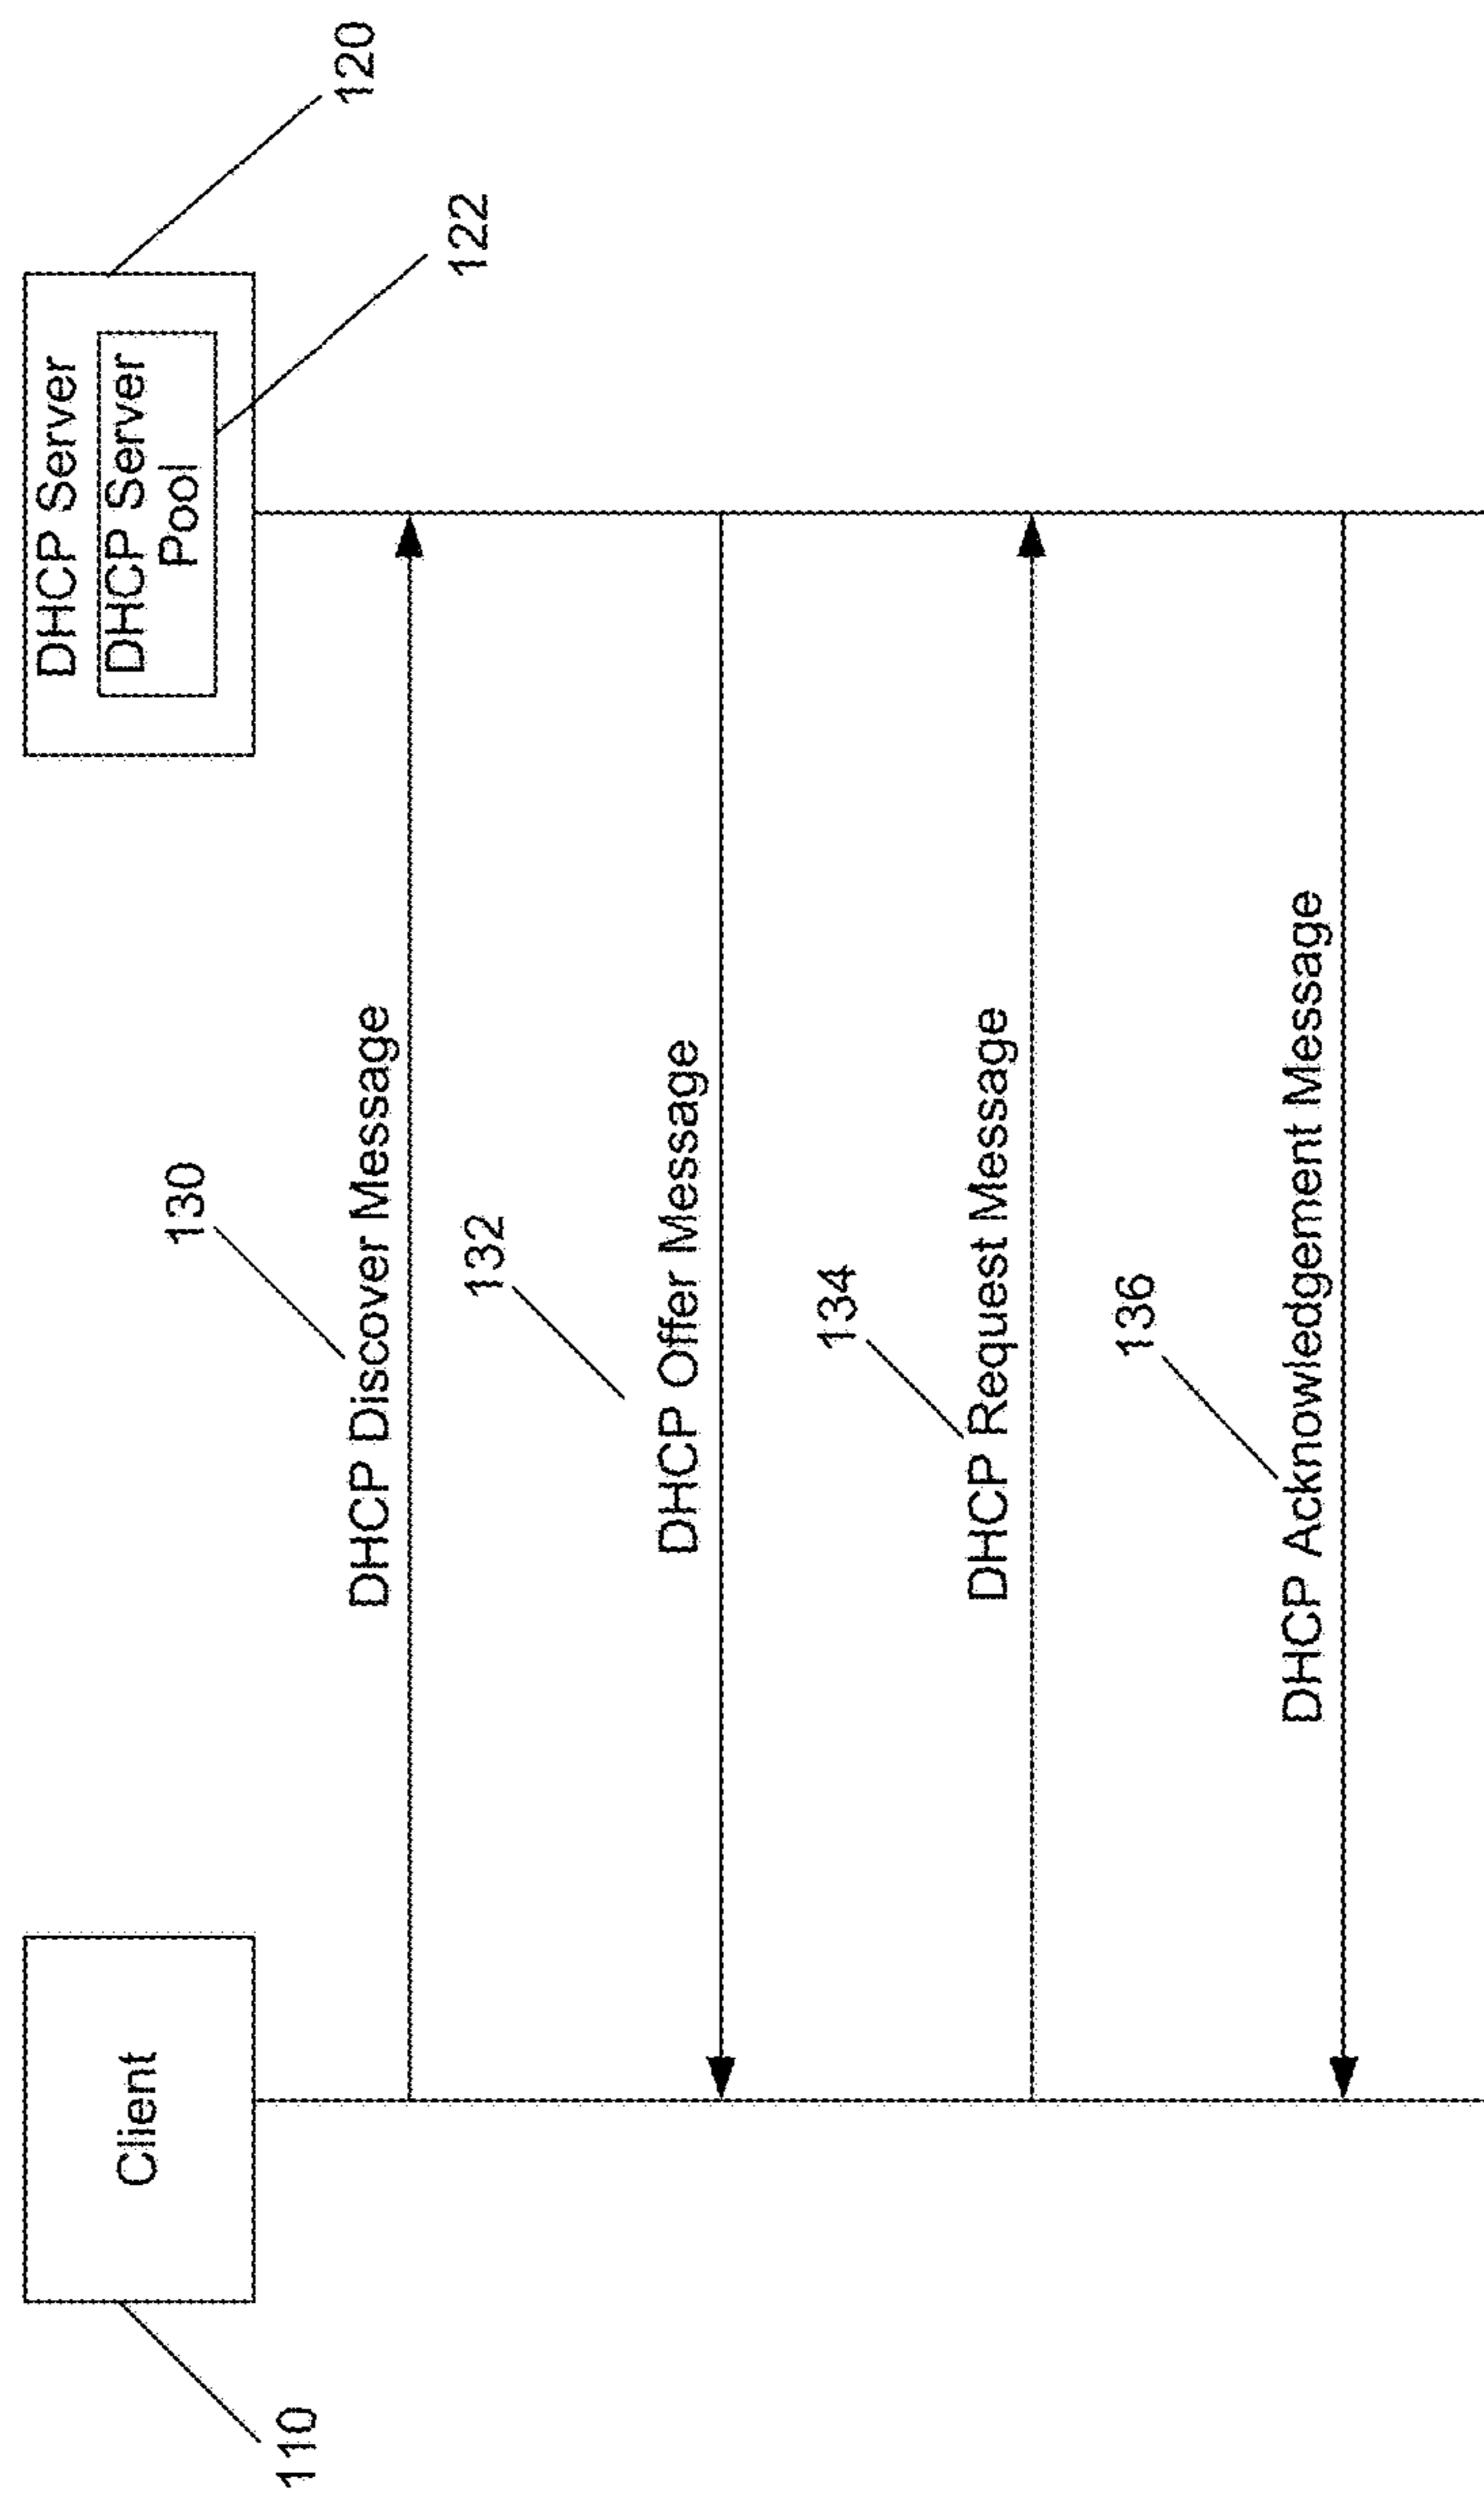 110
Client
DHCP Server
DHCP Server
Pool
120
122
130
DHCP Discover Message
132
DHCP Offer Message
134
DHCP Request Message
136
DHCP Acknowledgement Message